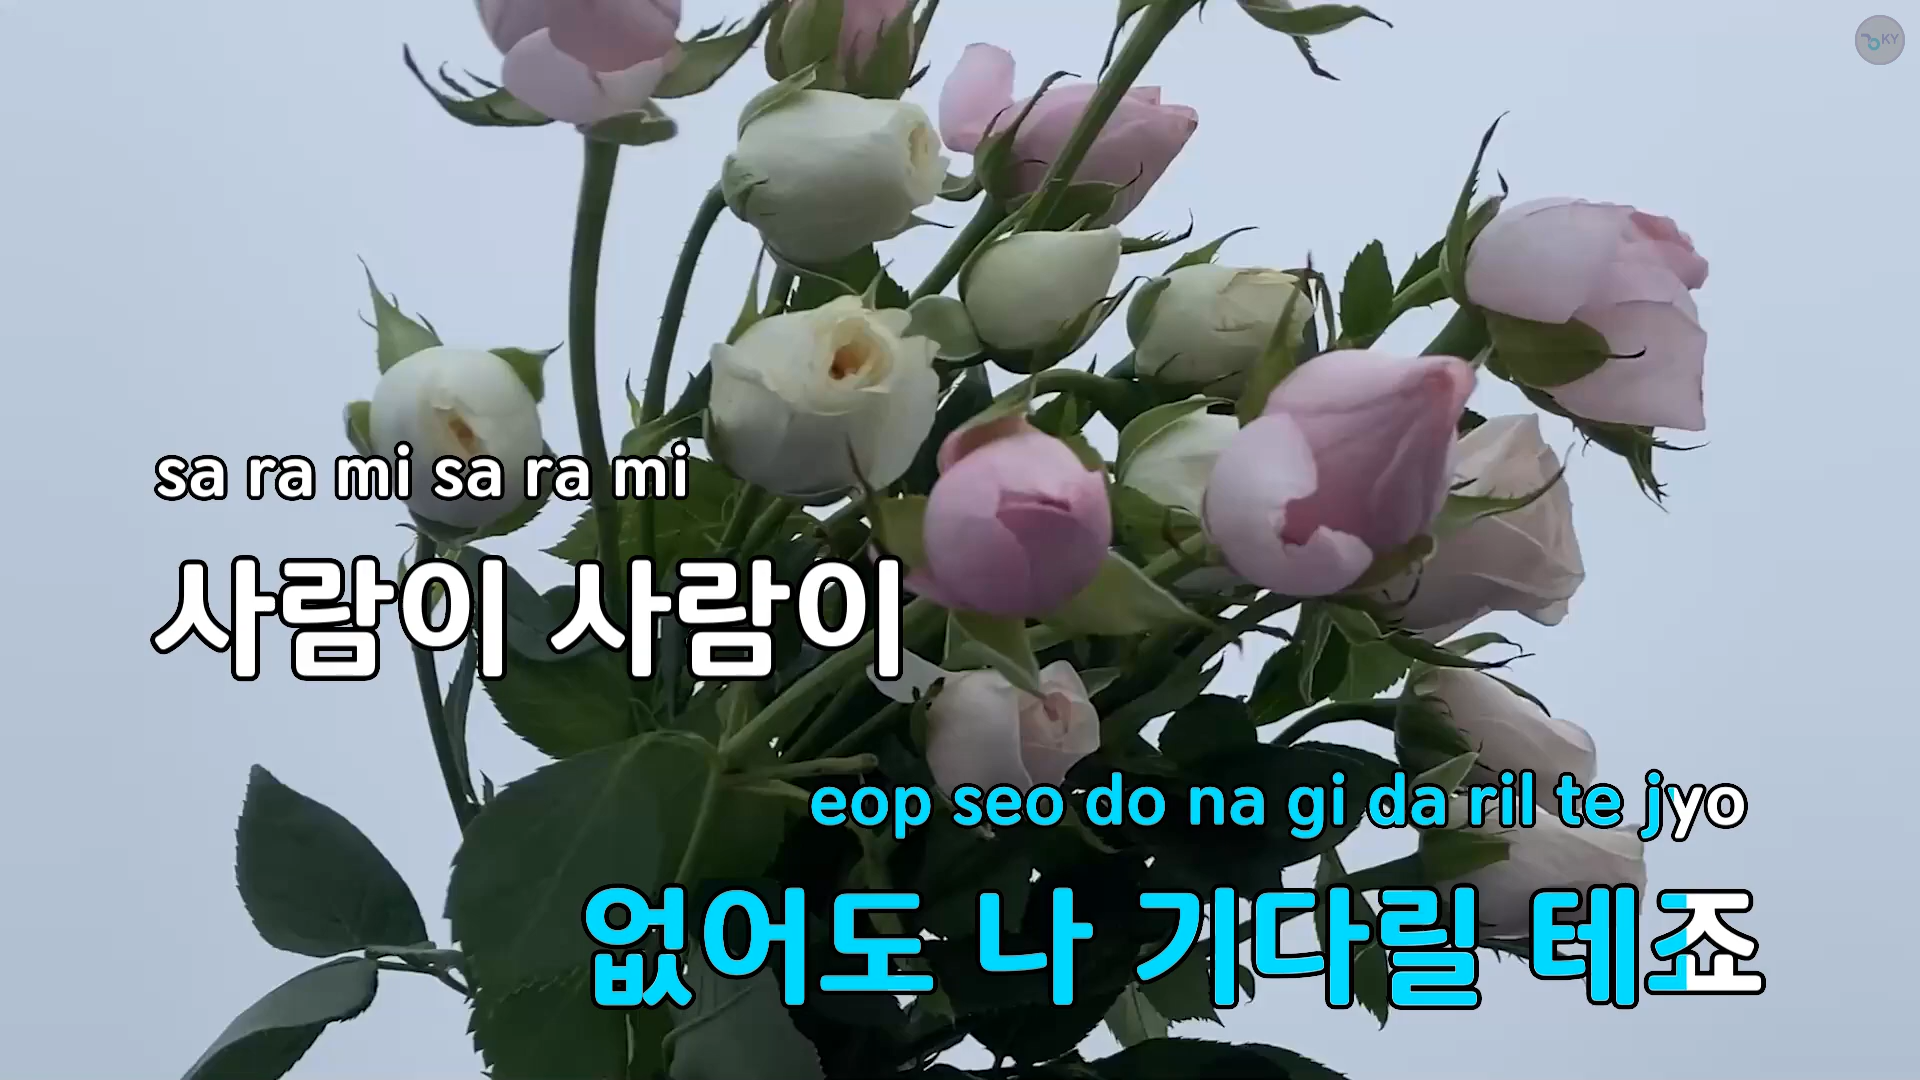 KY
sa ra mi sa ra mi
사람이 사람이
eop seo do na gi da ril te jyo
없어도 나 기다릴 테죠